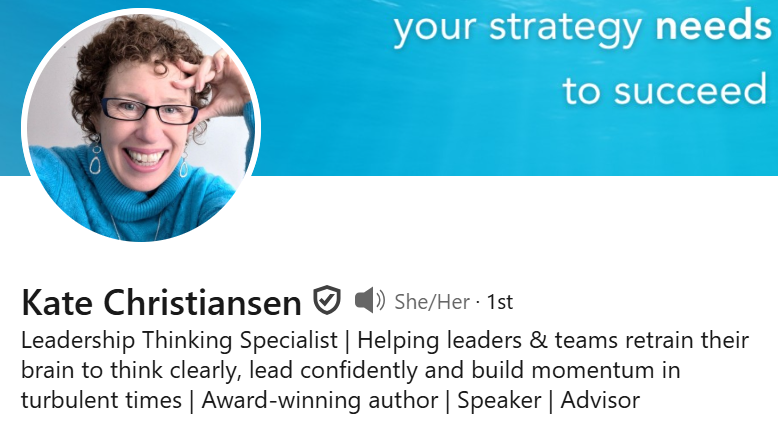 your strategy needs
to succeed
Kate Christiansen She/Her · 1st
Leadership Thinking Specialist | Helping leaders & teams retrain their
brain to think clearly, lead confidently and build momentum in
turbulent times | Award-winning author | Speaker | Advisor